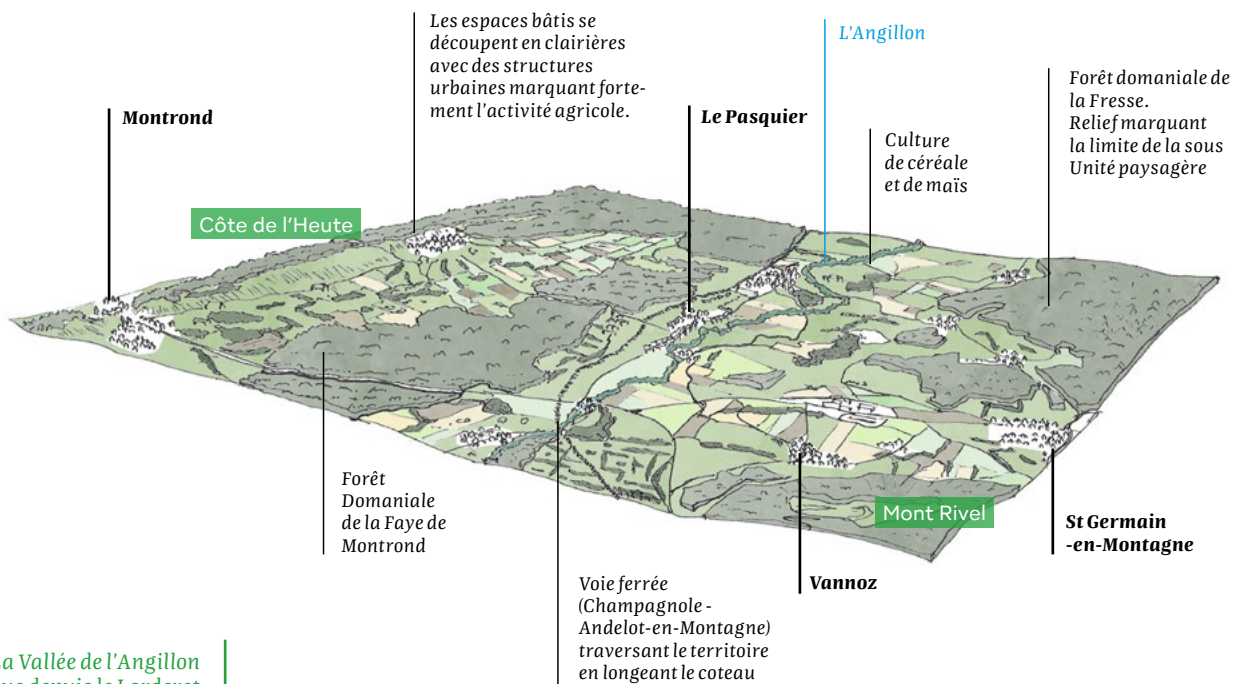 Les espaces bâtis se
découpent en clairières
avec des structures
urbaines marquant forte-
ment l'activité agricole.
L'Angillon
Forêt domaniale de
la Fresse.
Relief marquant
la limite de la sous
Unité paysagère
Montrond
Le Pasquier
Culture
de céréale
et de maïs
Côte de l'Heute
Forêt
Domaniale
de la Faye de
Montrond
Mont Rivel
St Germain
-en-Montagne
Vannoz
Voie ferrée
(Champagnole -
Andelot-en-Montagne)
traversant le territoire
en longeant le coteau
La Vallée de l'Angillon